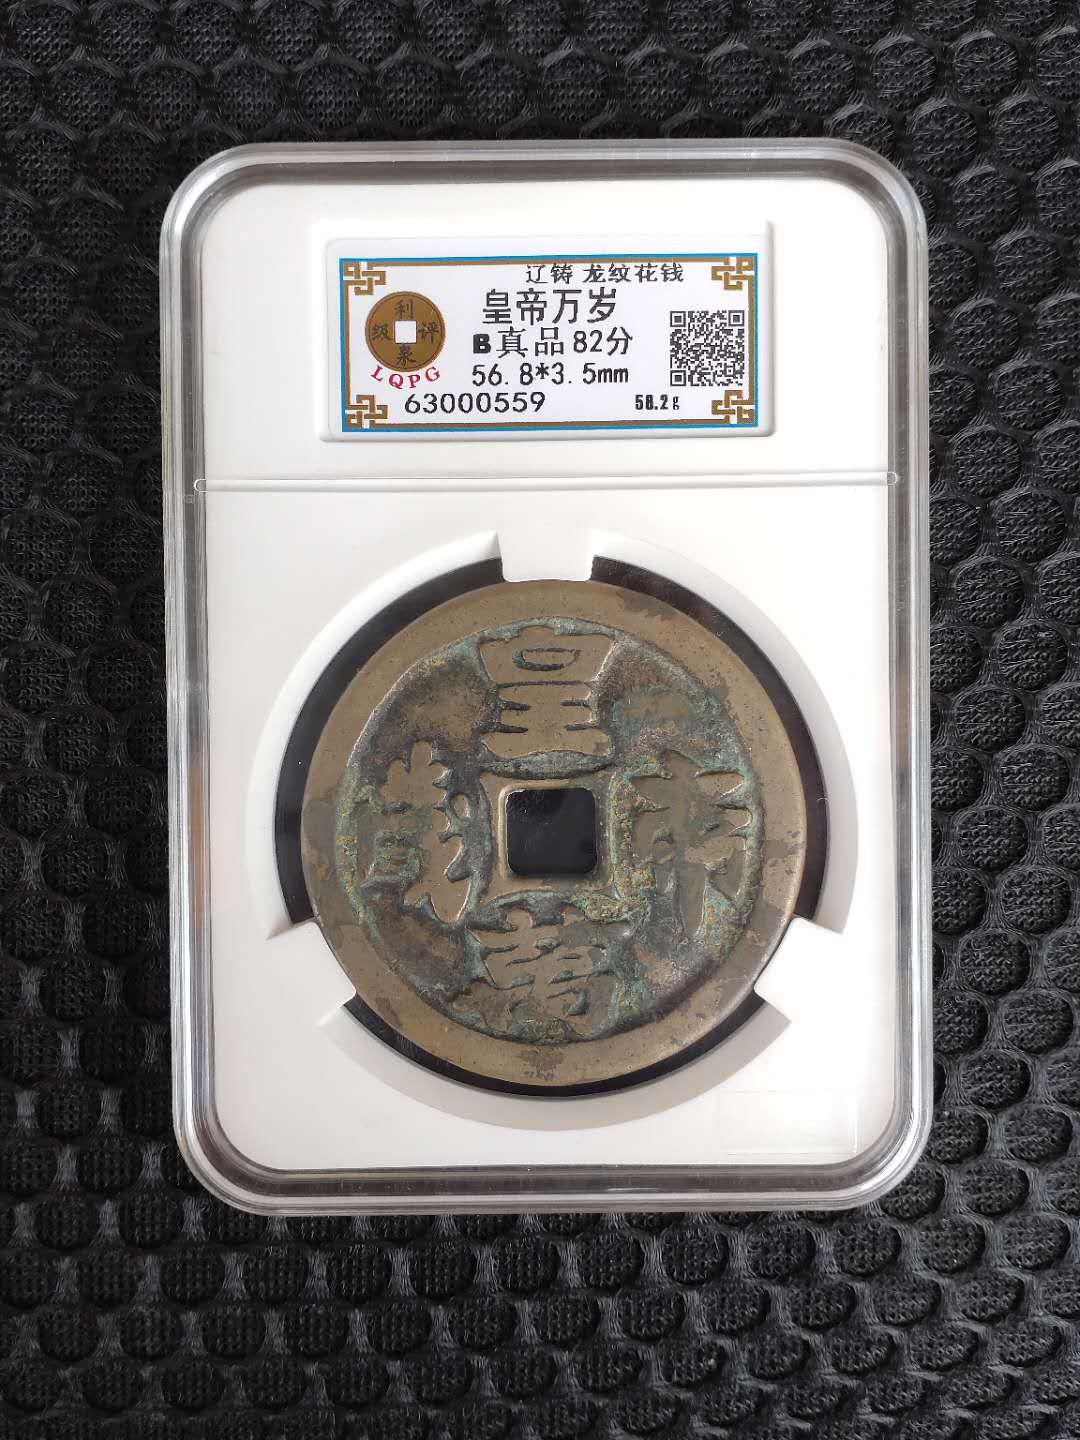 辽铸 龙纹花钱
皇帝万岁
B真品82分
56.8*3.5mm
63000559
58.2g
利泉评级
LQPG
皇帝萬歲